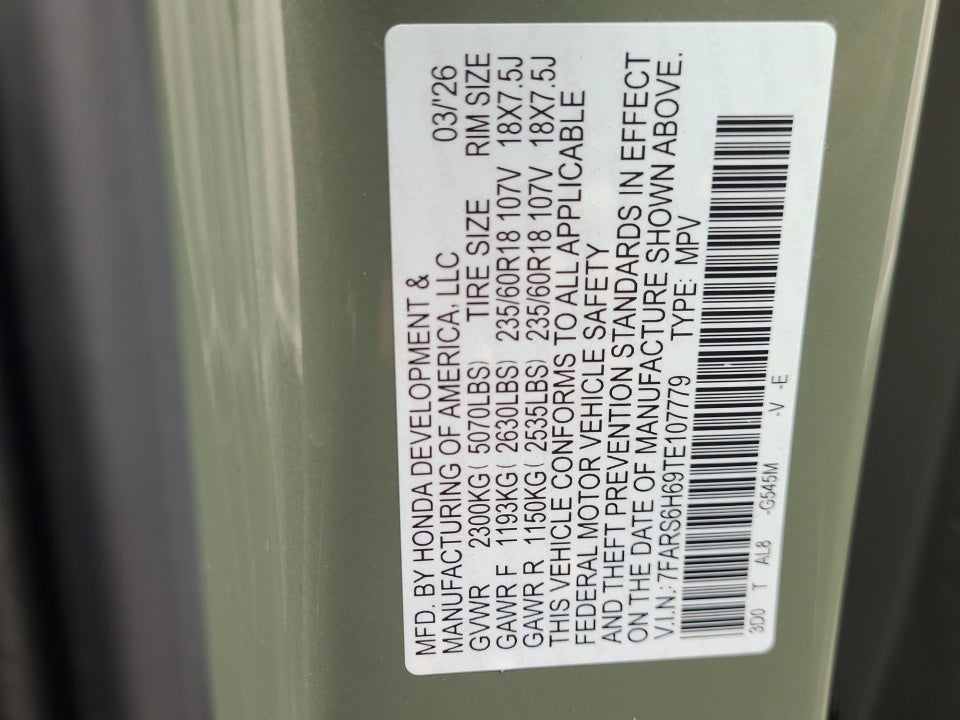 MFD. BY HONDA DEVELOPMENT &
MANUFACTURING OF AMERICA, LLC 03/'26
GVWR 2300KG( 5070LBS) TIRE SIZE RIM SIZE
GAWR F 1193KG( 2630LBS) 235/60R18 107V 18X7.5J
GAWR R 1150KG( 2535LBS) 235/60R18 107V 18X7.5J
THIS VEHICLE CONFORMS TO ALL APPLICABLE
FEDERAL MOTOR VEHICLE SAFETY
AND THEFT PREVENTION STANDARDS IN EFFECT
ON THE DATE OF MANUFACTURE SHOWN ABOVE.
V.I.N.: 7FARS6H69TE107779 TYPE: MPV
3D0 T AL8 -G545M -V -E